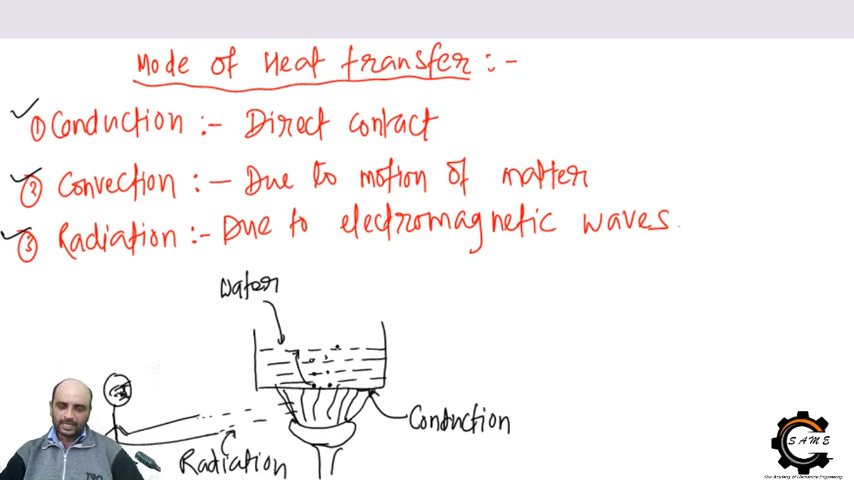 Mode of Heat transfer :-
① Conduction :- Direct contact
② Convection :- Due to motion of matter
③ Radiation :- Due to electromagnetic waves.
Water
Conduction
Radiation
SAME